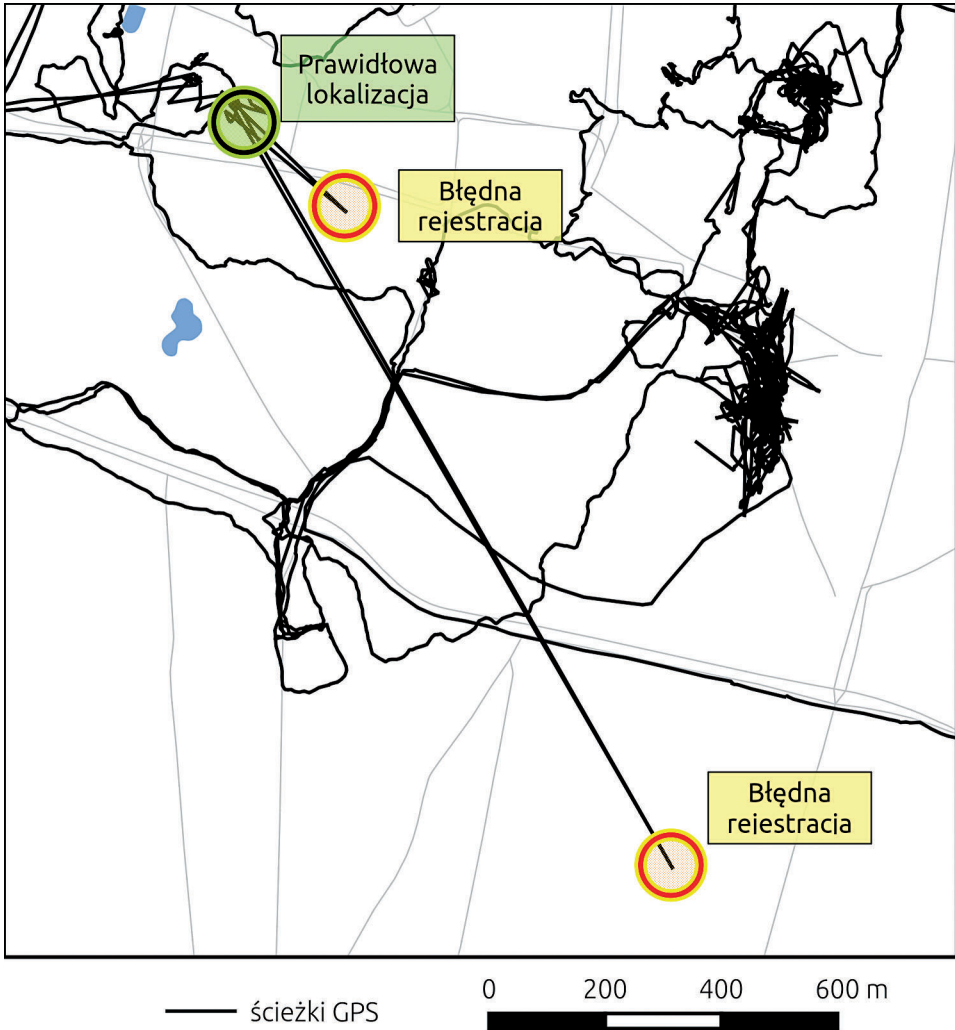 Prawidłowa
lokalizacja
Błędna
rejestracja
Błędna
rejestracja
ścieżki GPS
0 200 400 600 m